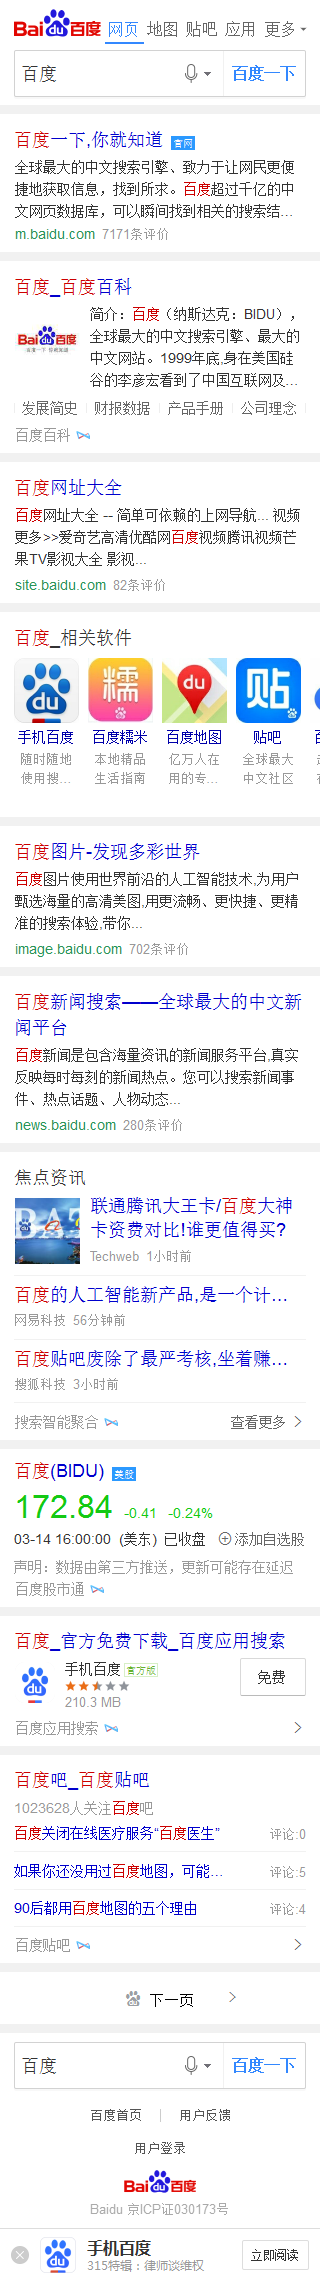 Bai du 百度 网页 地图 贴吧 应用 更多
百度 百度一下
百度一下,你就知道 官网
全球最大的中文搜索引擎、致力于让网民更便
捷地获取信息，找到所求。百度超过千亿的中
文网页数据库，可以瞬间找到相关的搜索结...
m.baidu.com 7171条评价
百度_百度百科
Bai du 百度
百度一下 你就知道
简介：百度（纳斯达克：BIDU），
全球最大的中文搜索引擎、最大的
中文网站。1999年底,身在美国硅
谷的李彦宏看到了中国互联网及...
发展简史 财报数据 产品手册 公司理念
百度百科
百度网址大全
百度网址大全 -- 简单可依赖的上网导航... 视频
更多>>爱奇艺高清优酷网百度视频腾讯视频芒
果TV影视大全 影视...
site.baidu.com 82条评价
百度_相关软件
du 糯 du 贴
手机百度 百度糯米 百度地图 贴吧
随时随地 本地精品 亿万人在 全球最大
使用搜... 生活指南 用的专... 中文社区
百度图片-发现多彩世界
百度图片使用世界前沿的人工智能技术,为用户
甄选海量的高清美图,用更流畅、更快捷、更精
准的搜索体验,带你...
image.baidu.com 702条评价
百度新闻搜索——全球最大的中文新
闻平台
百度新闻是包含海量资讯的新闻服务平台,真实
反映每时每刻的新闻热点。您可以搜索新闻事
件、热点话题、人物动态...
news.baidu.com 280条评价
焦点资讯
联通腾讯大王卡/百度大神
卡资费对比!谁更值得买?
Techweb 1小时前
百度的人工智能新产品,是一个计...
网易科技 56分钟前
百度贴吧废除了最严考核,坐着赚...
搜狐科技 3小时前
搜索智能聚合 查看更多
百度(BIDU) 美股
172.84 -0.41 -0.24%
03-14 16:00:00 (美东) 已收盘 添加自选股
声明：数据由第三方推送，更新可能存在延迟
百度股市通
百度_官方免费下载_百度应用搜索
du
手机百度 官方版
210.3 MB
免费
百度应用搜索
百度吧_百度贴吧
1023628人关注百度吧
百度关闭在线医疗服务“百度医生” 评论:0
如果你还没用过百度地图，可能... 评论:5
90后都用百度地图的五个理由 评论:4
百度贴吧
下一页
百度 百度一下
百度首页 用户反馈
用户登录
Bai du 百度
Baidu 京ICP证030173号
du
手机百度
315特辑：律师谈维权
立即阅读